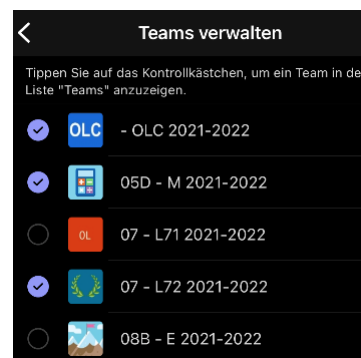 Teams verwalten
Tippen Sie auf das Kontrollkästchen, um ein Team in de
Liste "Teams" anzuzeigen.
OLC - OLC 2021-2022
05D - M 2021-2022
OL 07 - L71 2021-2022
07 - L72 2021-2022
08B - E 2021-2022